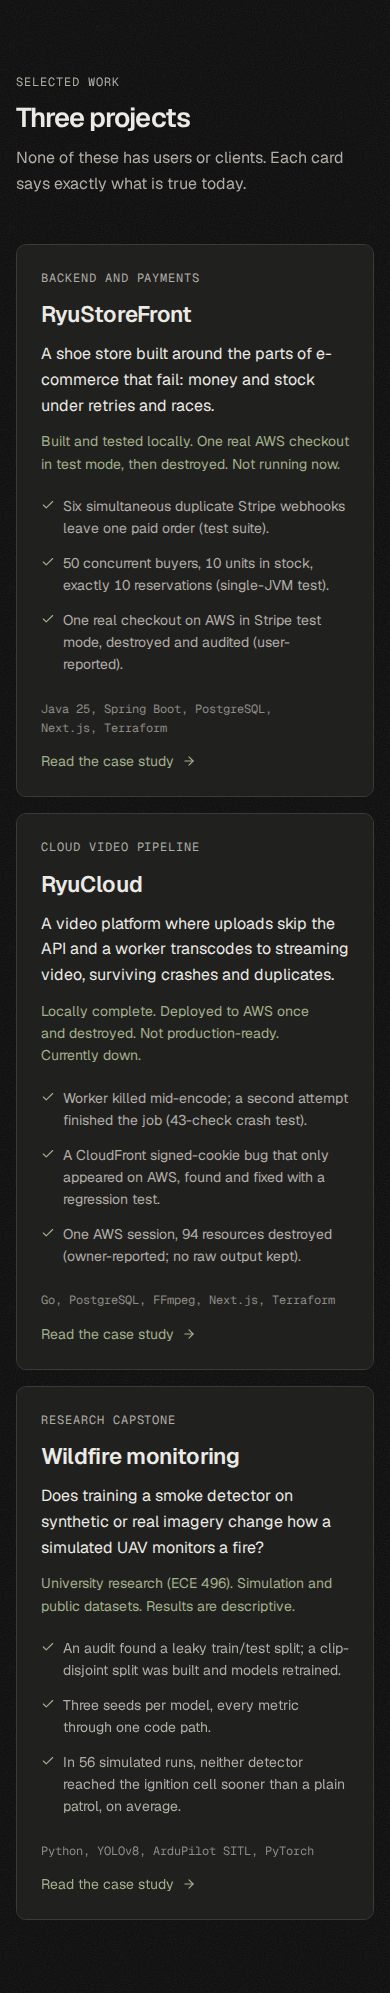 SELECTED WORK
Three projects
None of these has users or clients. Each card
says exactly what is true today.
BACKEND AND PAYMENTS
RyuStoreFront
A shoe store built around the parts of e-
commerce that fail: money and stock
under retries and races.
Built and tested locally. One real AWS checkout
in test mode, then destroyed. Not running now.
Six simultaneous duplicate Stripe webhooks
leave one paid order (test suite).
50 concurrent buyers, 10 units in stock,
exactly 10 reservations (single-JVM test).
One real checkout on AWS in Stripe test
mode, destroyed and audited (user-
reported).
Java 25, Spring Boot, PostgreSQL,
Next.js, Terraform
Read the case study →
CLOUD VIDEO PIPELINE
RyuCloud
A video platform where uploads skip the
API and a worker transcodes to streaming
video, surviving crashes and duplicates.
Locally complete. Deployed to AWS once
and destroyed. Not production-ready.
Currently down.
Worker killed mid-encode; a second attempt
finished the job (43-check crash test).
A CloudFront signed-cookie bug that only
appeared on AWS, found and fixed with a
regression test.
One AWS session, 94 resources destroyed
(owner-reported; no raw output kept).
Go, PostgreSQL, FFmpeg, Next.js, Terraform
Read the case study →
RESEARCH CAPSTONE
Wildfire monitoring
Does training a smoke detector on
synthetic or real imagery change how a
simulated UAV monitors a fire?
University research (ECE 496). Simulation and
public datasets. Results are descriptive.
An audit found a leaky train/test split; a clip-
disjoint split was built and models retrained.
Three seeds per model, every metric
through one code path.
In 56 simulated runs, neither detector
reached the ignition cell sooner than a plain
patrol, on average.
Python, YOLOv8, ArduPilot SITL, PyTorch
Read the case study →